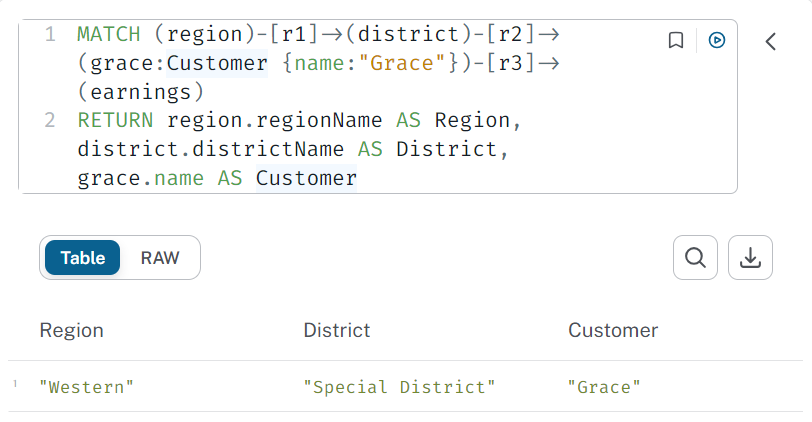 1 MATCH (region)-[r1]->(district)-[r2]->
(grace:Customer {name:"Grace"})-[r3]->
(earnings)
2 RETURN region.regionName AS Region,
district.districtName AS District,
grace.name AS Customer
Table RAW
Region District Customer
1 "Western" "Special District" "Grace"